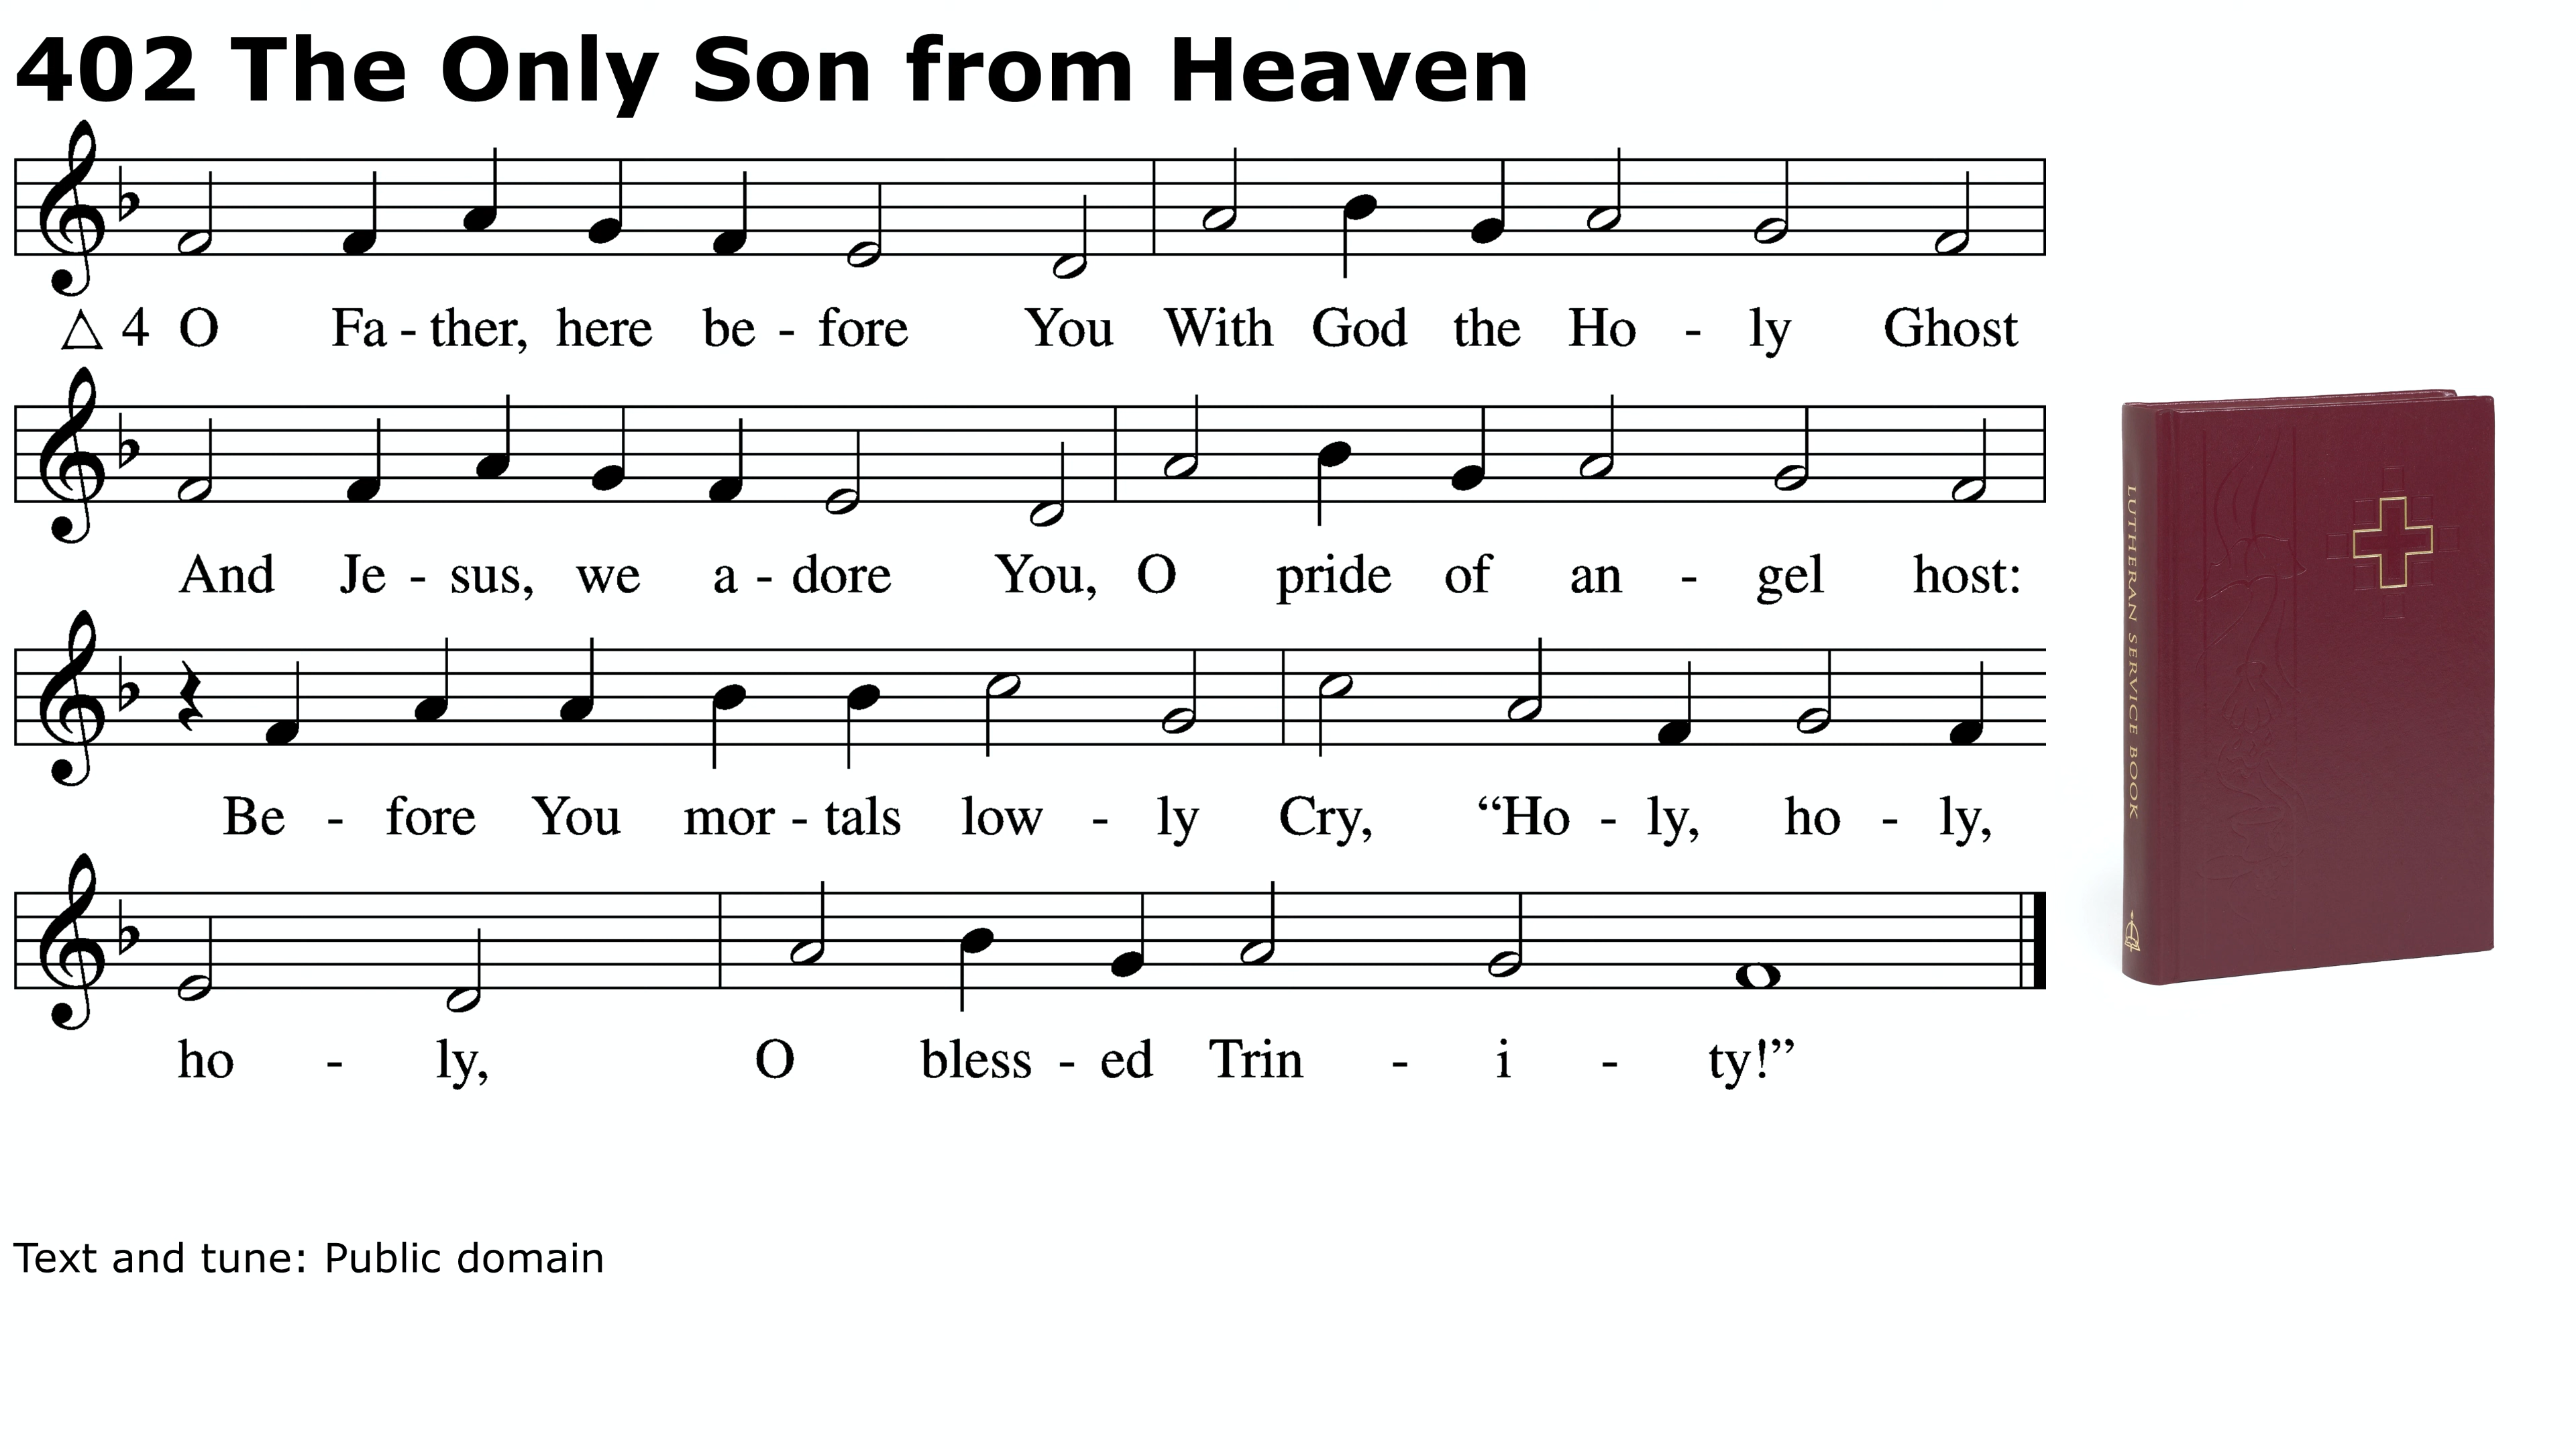 402 The Only Son from Heaven
△ 4 O Fa - ther, here be - fore You With God the Ho - ly Ghost
And Je - sus, we a - dore You, O pride of an - gel host:
Be - fore You mor - tals low - ly Cry, “Ho - ly, ho - ly,
ho - ly, O bless - ed Trin - i - ty!”
LUTHERAN SERVICE BOOK
Text and tune: Public domain